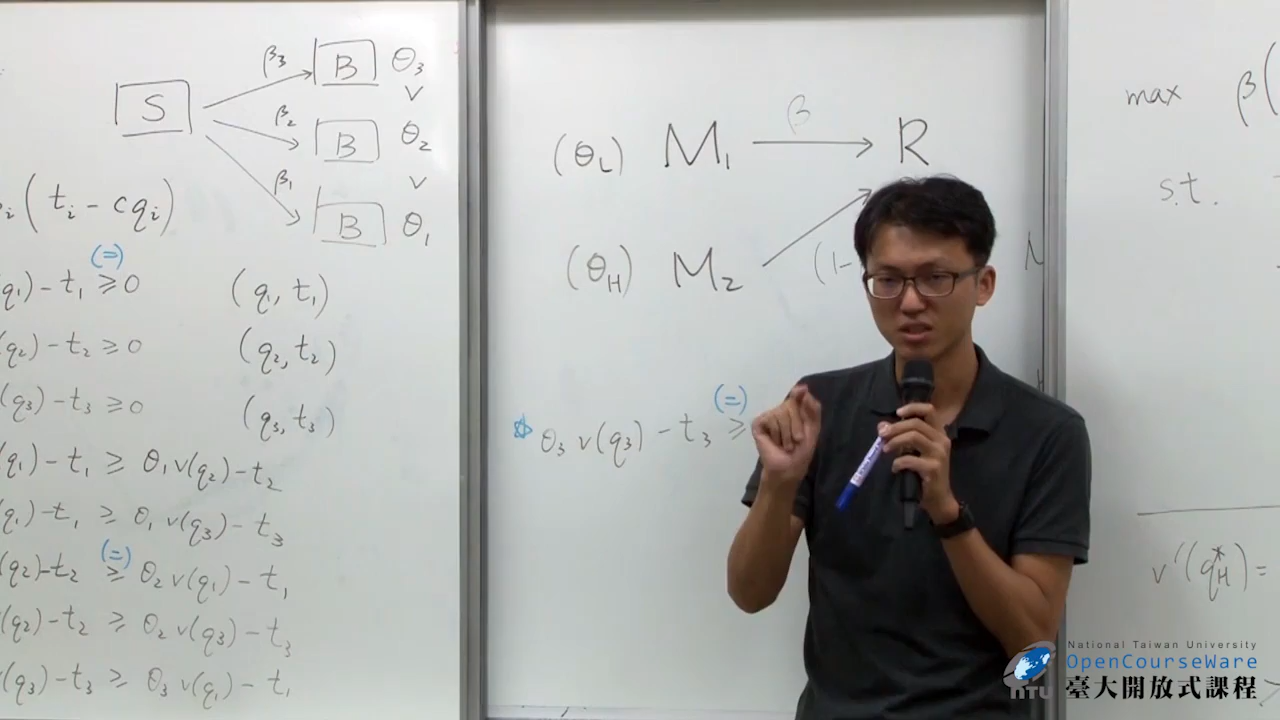 S
β3
B θ3
∨
β2
B θ2
∨
β1
B θ1
(ti - cqi)
(=)
q1) - t1 ≥ 0 (q1, t1)
(q2) - t2 ≥ 0 (q2, t2)
(q3) - t3 ≥ 0 (q3, t3)
(q1) - t1 ≥ θ1 v(q2) - t2
(q1) - t1 ≥ θ1 v(q3) - t3
(=)
(q2) - t2 ≥ θ2 v(q1) - t1
(q2) - t2 ≥ θ2 v(q3) - t3
(q3) - t3 ≥ θ3 v(q1) - t1
β
(θL) M1 → R
(θH) M2 (1-
(=)
☆ θ3 v(q3) - t3 ≥
max β(
s.t.
v'(q*H) =
National Taiwan University
OpenCourseWare
NTU 臺大開放式課程